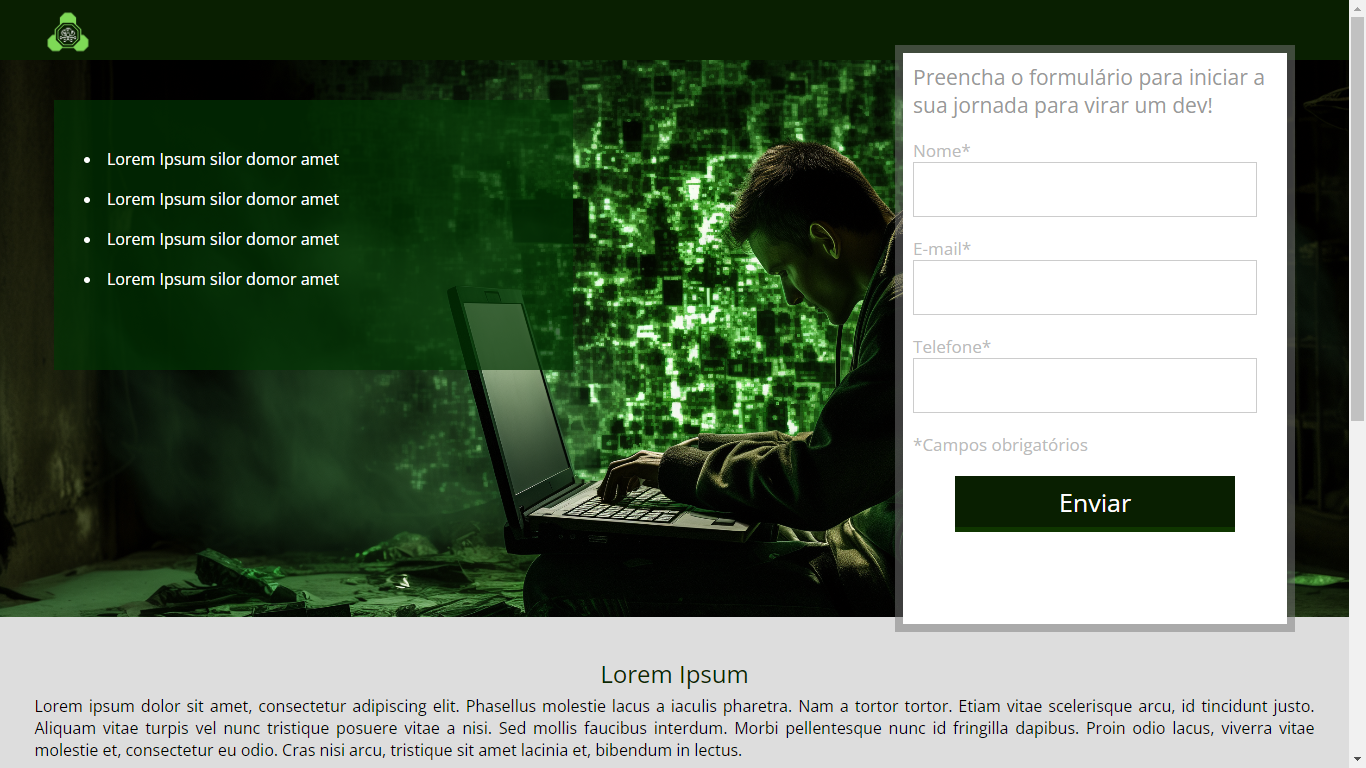 Lorem Ipsum silor domor amet
Lorem Ipsum silor domor amet
Lorem Ipsum silor domor amet
Lorem Ipsum silor domor amet
Preencha o formulário para iniciar a
sua jornada para virar um dev!
Nome*
E-mail*
Telefone*
*Campos obrigatórios
Enviar
Lorem Ipsum
Lorem ipsum dolor sit amet, consectetur adipiscing elit. Phasellus molestie lacus a iaculis pharetra. Nam a tortor tortor. Etiam vitae scelerisque arcu, id tincidunt justo.
Aliquam vitae turpis vel nunc tristique posuere vitae a nisi. Sed mollis faucibus interdum. Morbi pellentesque nunc id fringilla dapibus. Proin odio lacus, viverra vitae
molestie et, consectetur eu odio. Cras nisi arcu, tristique sit amet lacinia et, bibendum in lectus.